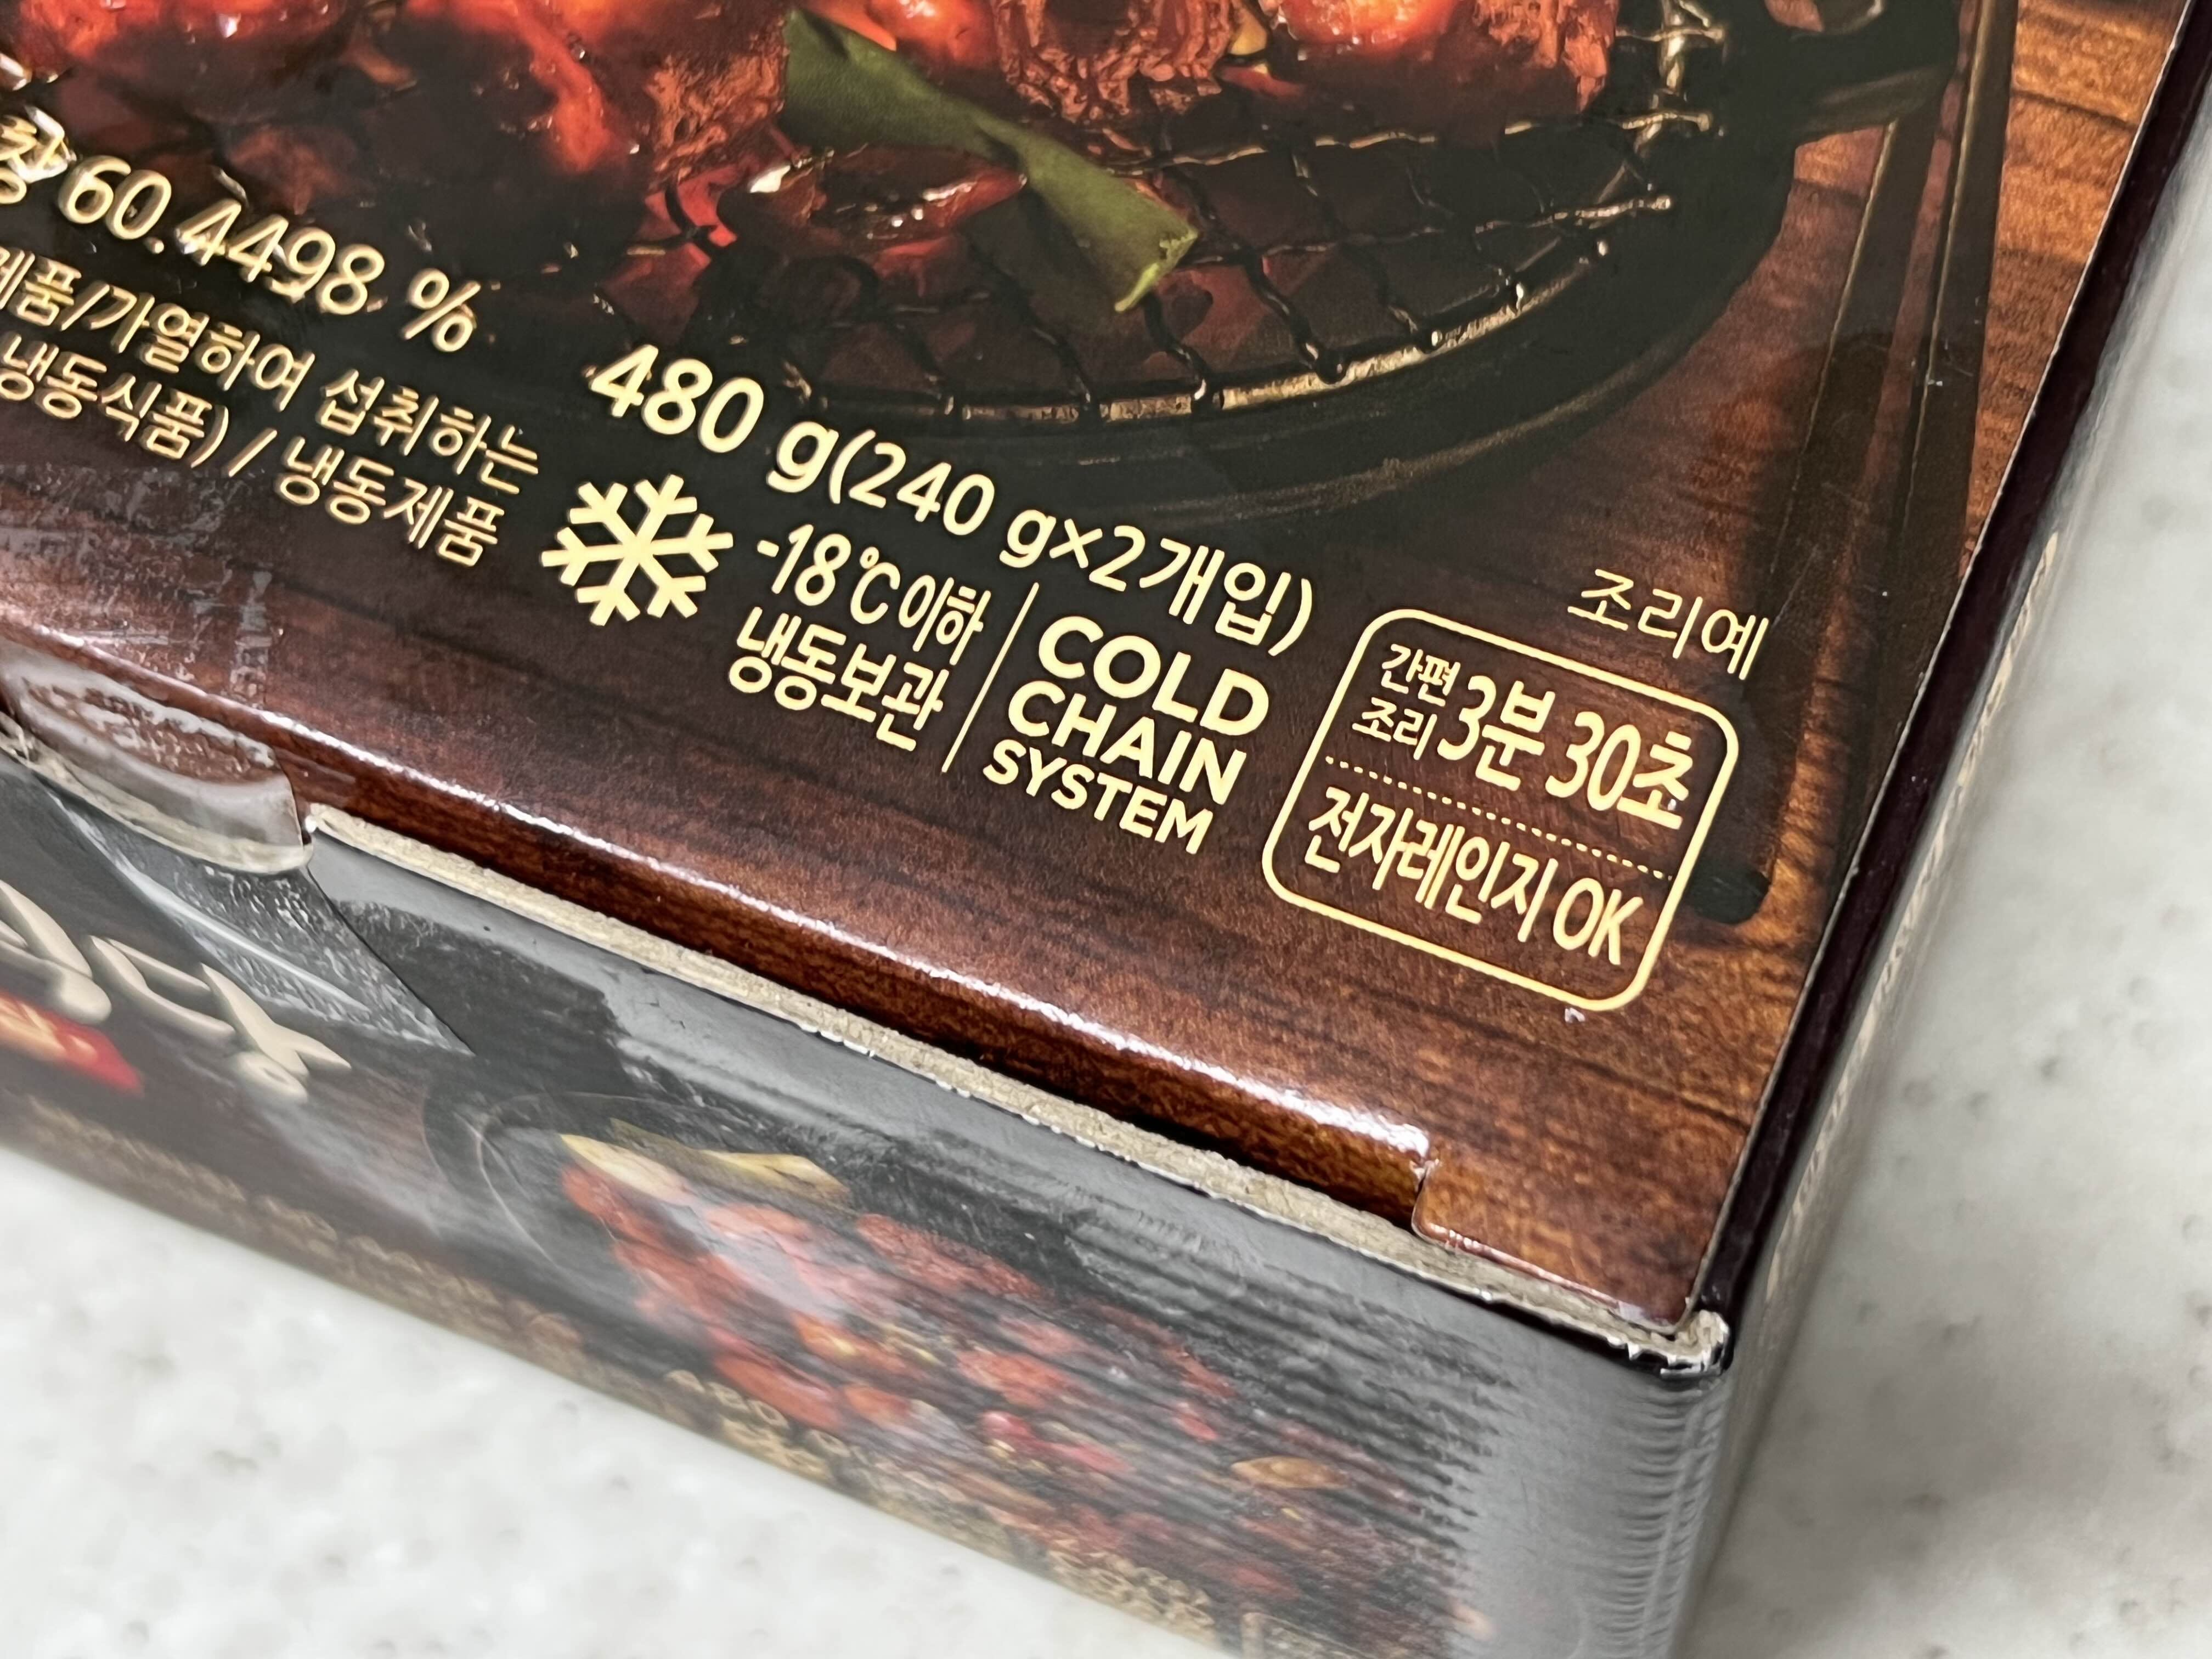 창 60.4498 %
제품/가열하여 섭취하는
냉동식품) / 냉동제품
480 g(240 g×2개입)
-18℃ 이하
냉동보관
COLD
CHAIN
SYSTEM
조리예
간편
조리 3분 30초
전자레인지 OK